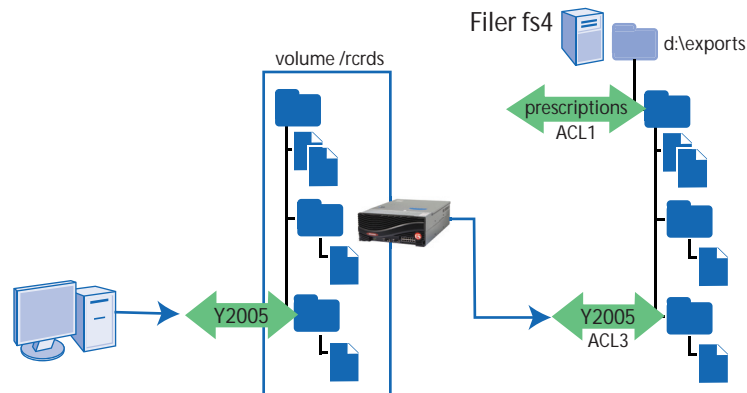 Filer fs4
d:\exports
volume /rcrds
prescriptions
ACL1
Y2005
Y2005
ACL3